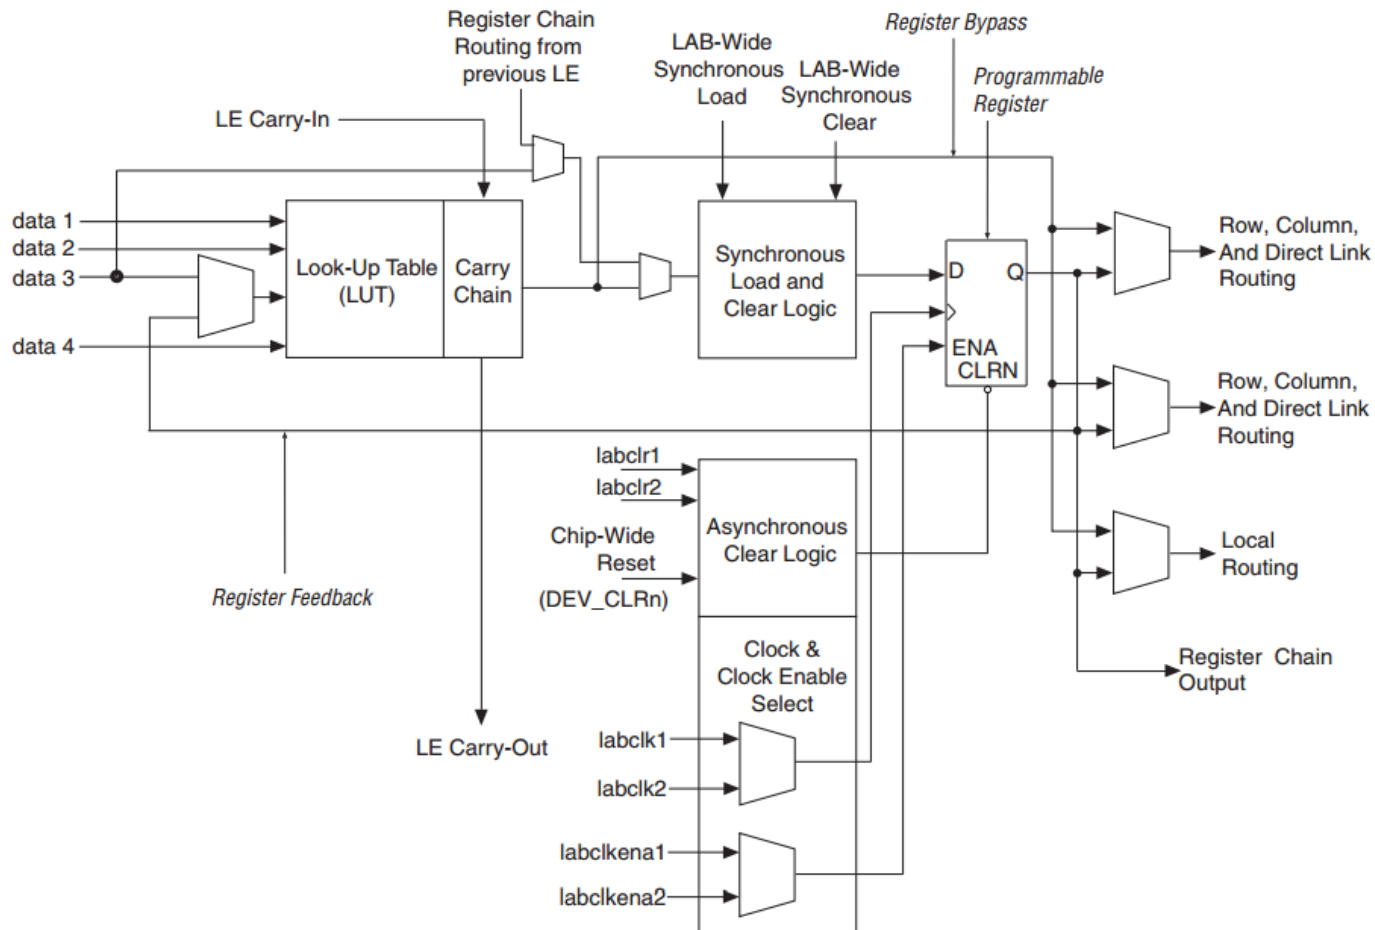 Register Chain
Routing from
previous LE
LAB-Wide
Synchronous
Load
LAB-Wide
Synchronous
Clear
Register Bypass
Programmable
Register
LE Carry-In
data 1
data 2
data 3
data 4
Look-Up Table
(LUT)
Carry
Chain
Synchronous
Load and
Clear Logic
D
Q
ENA
CLRN
Row, Column,
And Direct Link
Routing
Row, Column,
And Direct Link
Routing
Local
Routing
Register Chain
Output
Register Feedback
labclr1
labclr2
Chip-Wide
Reset
(DEV_CLRn)
Asynchronous
Clear Logic
Clock &
Clock Enable
Select
LE Carry-Out
labclk1
labclk2
labclkena1
labclkena2